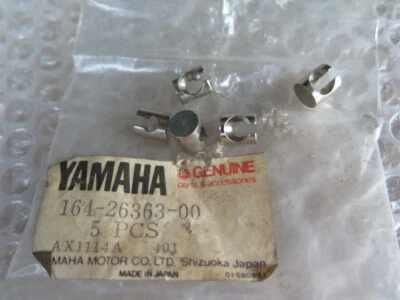 YAMAHA GENUINE
parts & accessories
164-26363-00
5 PCS
AX1114A 401
MAHA MOTOR CO., LTD. Shizuoka Japan
MADE IN JAPAN